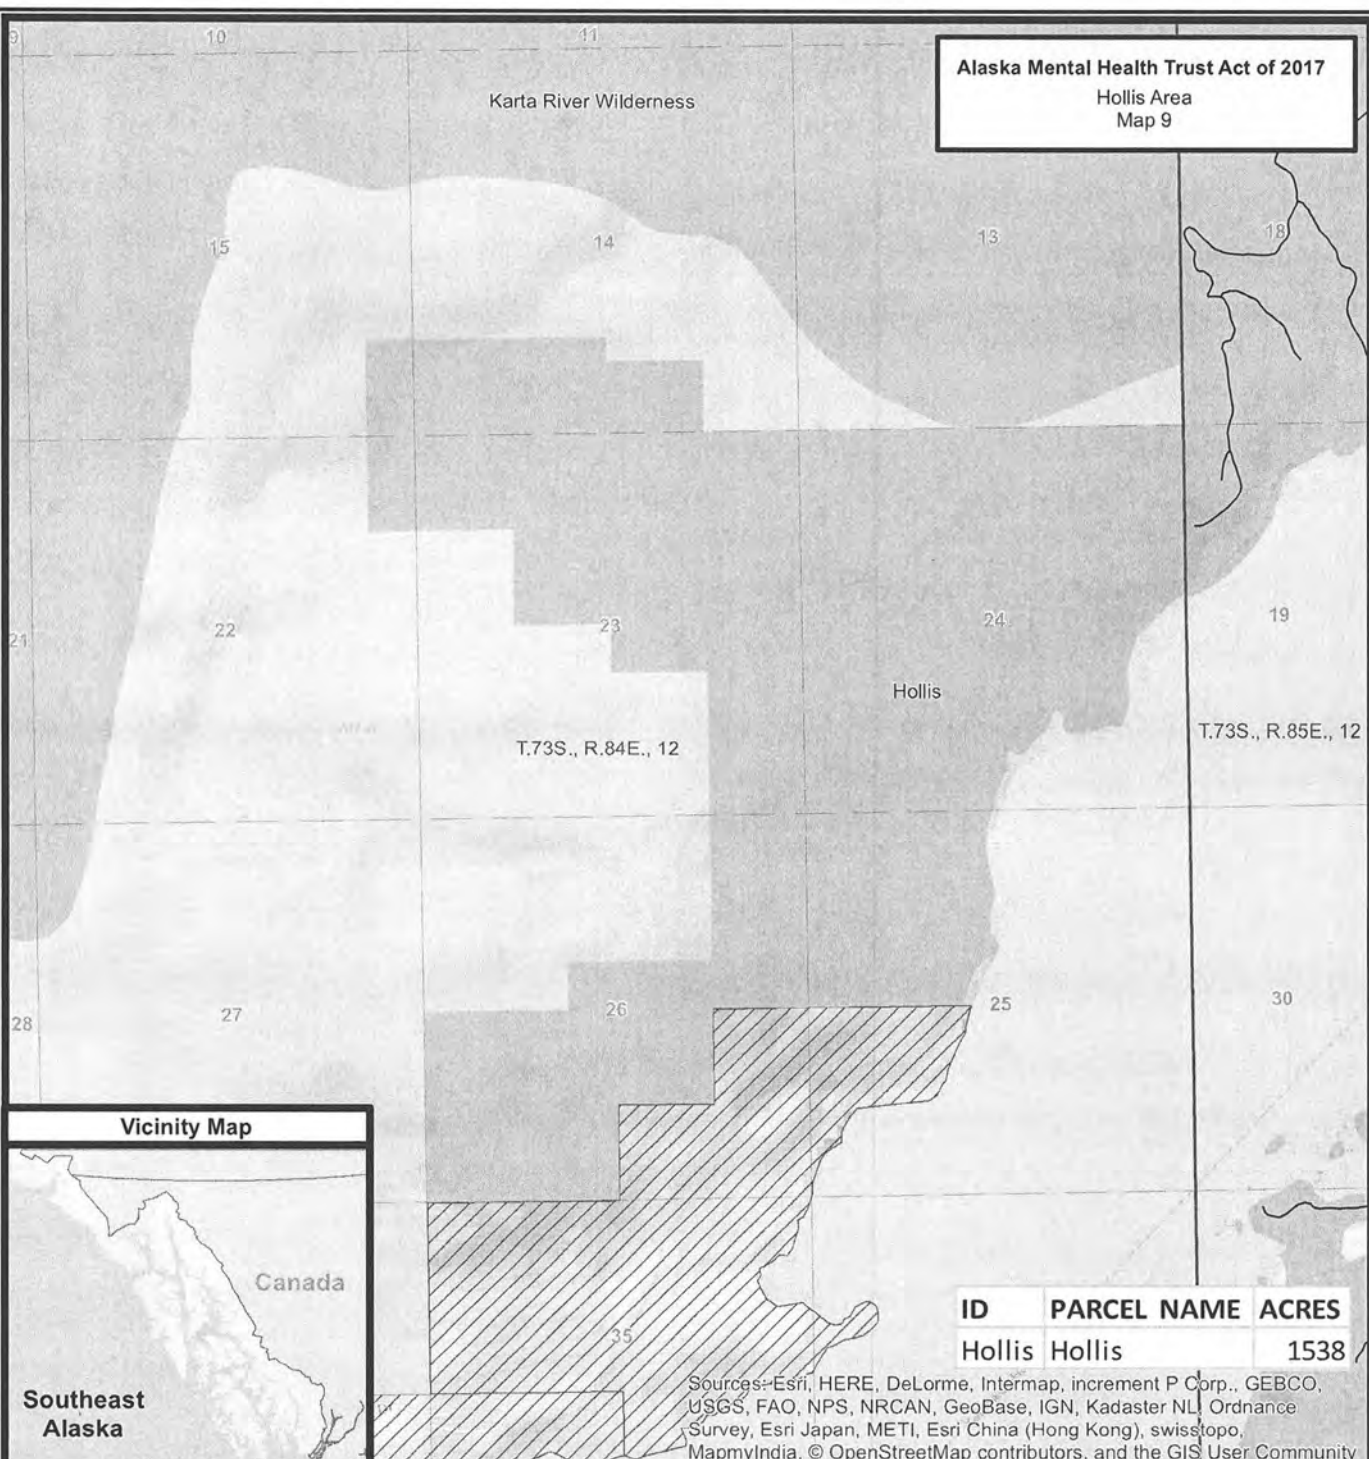 9
10
11
Alaska Mental Health Trust Act of 2017
Hollis Area
Map 9
Karta River Wilderness
15
14
13
18
21
22
23
24
19
Hollis
T.73S., R.84E., 12
T.73S., R.85E., 12
28
27
26
25
30
Vicinity Map
Canada
Southeast
Alaska
35
ID PARCEL NAME ACRES
Hollis Hollis 1538
Sources: Esri, HERE, DeLorme, Intermap, increment P Corp., GEBCO,
USGS, FAO, NPS, NRCAN, GeoBase, IGN, Kadaster NL, Ordnance
Survey, Esri Japan, METI, Esri China (Hong Kong), swisstopo,
MapmyIndia, © OpenStreetMap contributors, and the GIS User Community